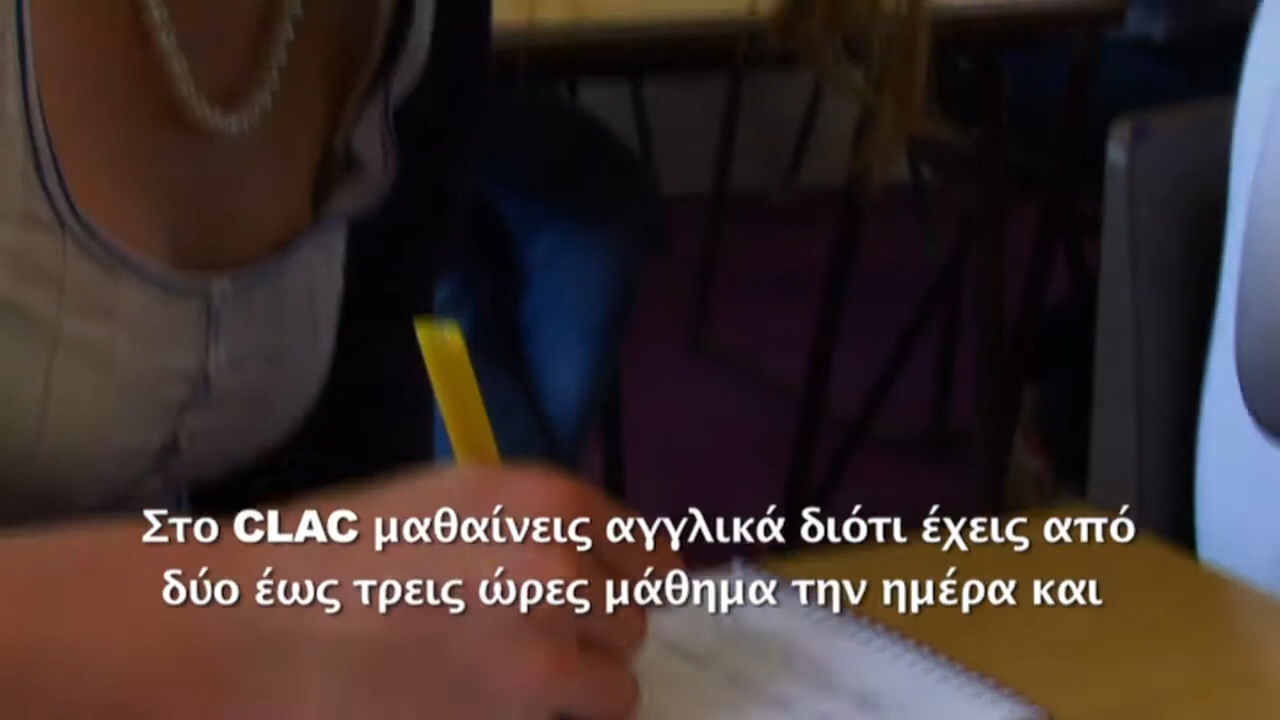 Στο CLAC μαθαίνεις αγγλικά διότι έχεις από
δύο έως τρεις ώρες μάθημα την ημέρα και